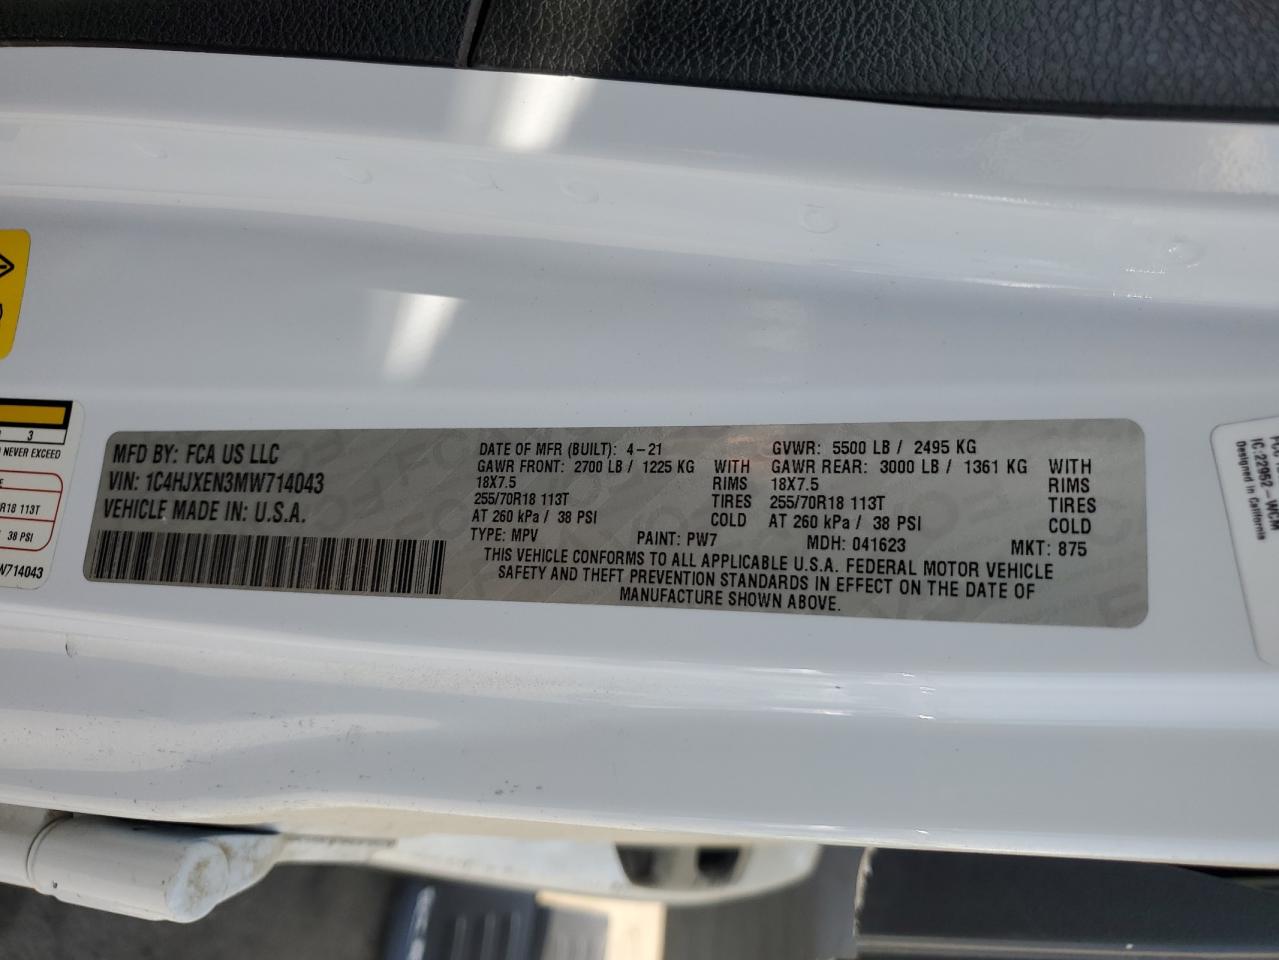 3
NEVER EXCEED
R18 113T
38 PSI
W714043
MFD BY: FCA US LLC
VIN: 1C4HJXEN3MW714043
VEHICLE MADE IN: U.S.A.
DATE OF MFR (BUILT): 4-21 GVWR: 5500 LB / 2495 KG
GAWR FRONT: 2700 LB / 1225 KG WITH GAWR REAR: 3000 LB / 1361 KG WITH
18X7.5 RIMS 18X7.5 RIMS
255/70R18 113T TIRES 255/70R18 113T TIRES
AT 260 kPa / 38 PSI COLD AT 260 kPa / 38 PSI COLD
TYPE: MPV PAINT: PW7 MDH: 041623 MKT: 875
THIS VEHICLE CONFORMS TO ALL APPLICABLE U.S.A. FEDERAL MOTOR VEHICLE
SAFETY AND THEFT PREVENTION STANDARDS IN EFFECT ON THE DATE OF
MANUFACTURE SHOWN ABOVE.
IC:22962-WCM
Designed in California